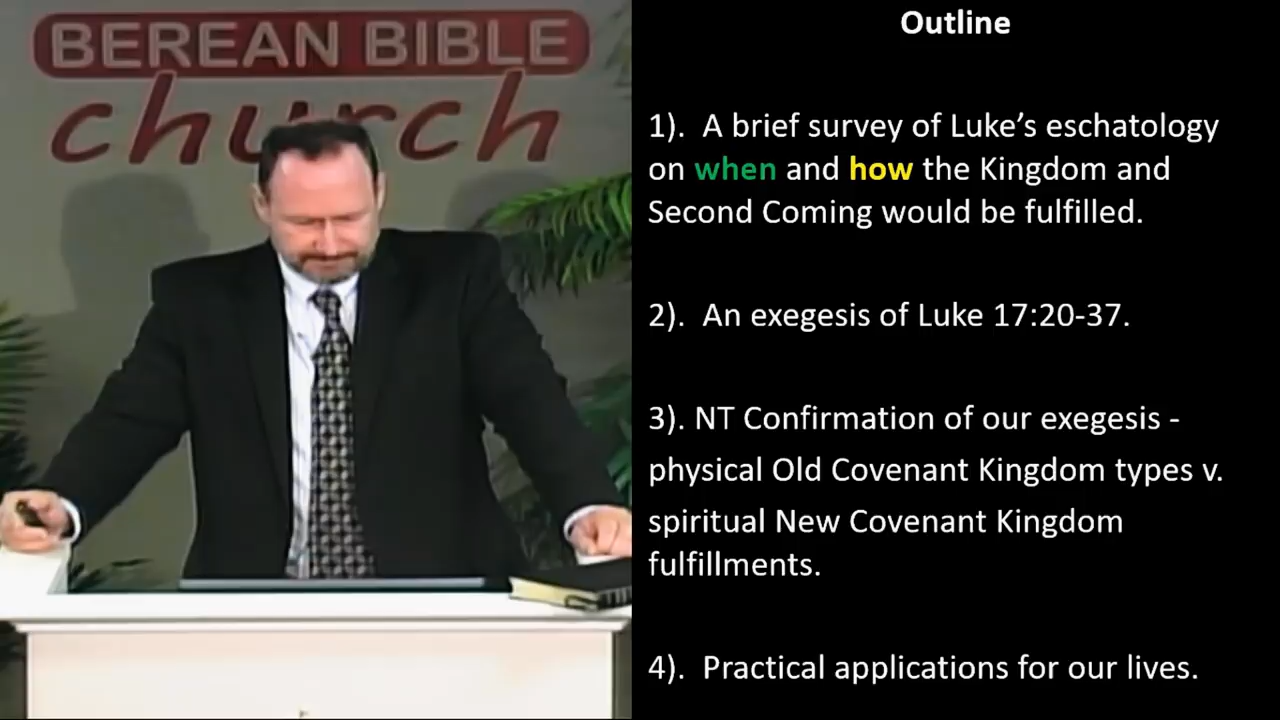 BEREAN BIBLE
church
Outline
1). A brief survey of Luke’s eschatology
on when and how the Kingdom and
Second Coming would be fulfilled.
2). An exegesis of Luke 17:20-37.
3). NT Confirmation of our exegesis -
physical Old Covenant Kingdom types v.
spiritual New Covenant Kingdom
fulfillments.
4). Practical applications for our lives.